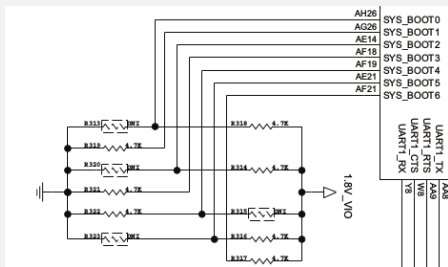 AH26 SYS_BOOT0
AG26 SYS_BOOT1
AE14 SYS_BOOT2
AF18 SYS_BOOT3
AF19 SYS_BOOT4
AE21 SYS_BOOT5
AF21 SYS_BOOT6
R313 DNI R318 4.7K
R319 4.7K
R320 DNI R314 4.7K
R321 4.7K
R322 4.7K R315 DNI
R323 DNI R316 4.7K
R317 4.7K
1.8V_VIO
UART1_RX
UART1_CTS
UART1_RTS
UART1_TX
Y8
W8
AA9
AA8